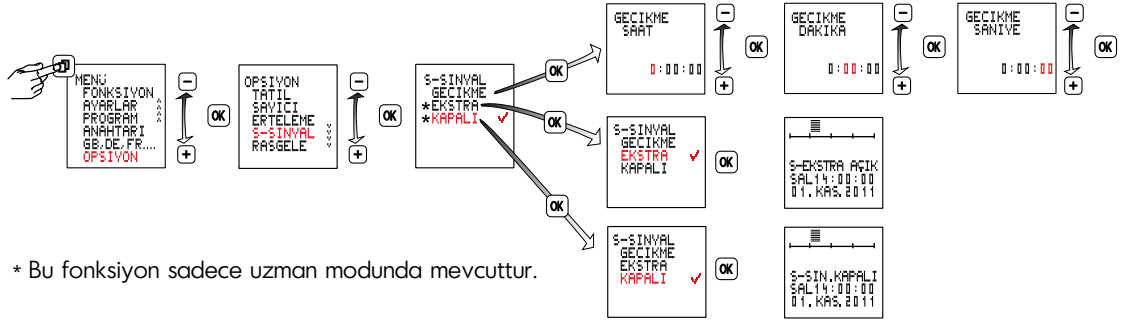 MENü
FONKSIYON
AYARLAR
PROGRAM
ANAHTARI
GB,DE,FR....
OPSIYON
-
+
OK
OPSIYON
TATIL
SAYICI
ERTELEME
S-SINYAL
RASGELE
-
+
OK
S-SINYAL
GECIKME
*EKSTRA
*KAPALI ✓
OK
OK
OK
GECIKME
SAAT
0:00:00
-
+
OK
GECIKME
DAKIKA
0:00:00
-
+
OK
GECIKME
SANIYE
0:00:00
-
+
OK
S-SINYAL
GECIKME
EKSTRA ✓
KAPALI
OK
S-EKSTRA AÇIK
SAL14:00:00
01.KAS.2011
S-SINYAL
GECIKME
EKSTRA
KAPALI ✓
OK
S-SIN.KAPALI
SAL14:00:00
01.KAS.2011
* Bu fonksiyon sadece uzman modunda mevcuttur.